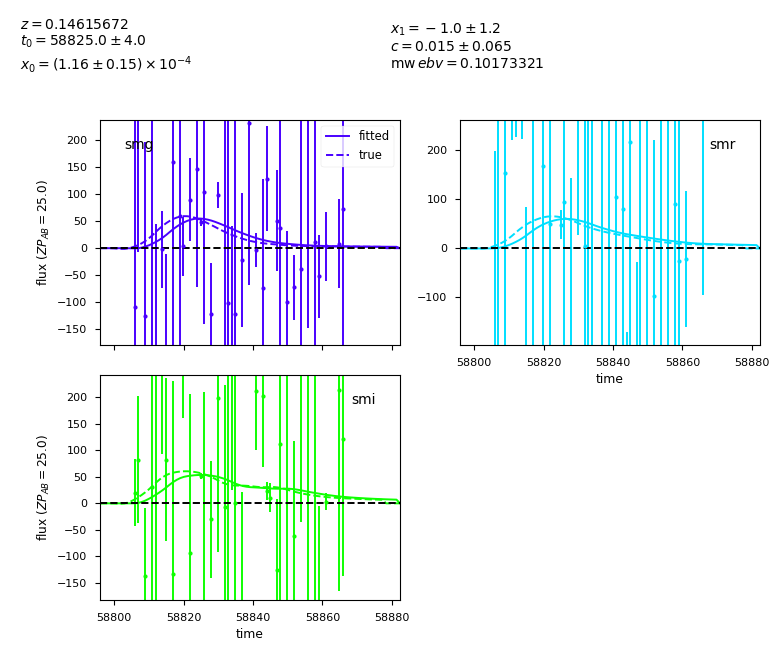 z = 0.14615672
t0 = 58825.0 ± 4.0
x0 = (1.16 ± 0.15) × 10^−4
x1 = −1.0 ± 1.2
c = 0.015 ± 0.065
mwebv = 0.10173321
smg
fitted
true
200
150
100
50
0
−50
−100
−150
flux (ZP_AB = 25.0)
smr
200
100
0
−100
58800 58820 58840 58860 58880
time
smi
200
150
100
50
0
−50
−100
−150
flux (ZP_AB = 25.0)
58800 58820 58840 58860 58880
time